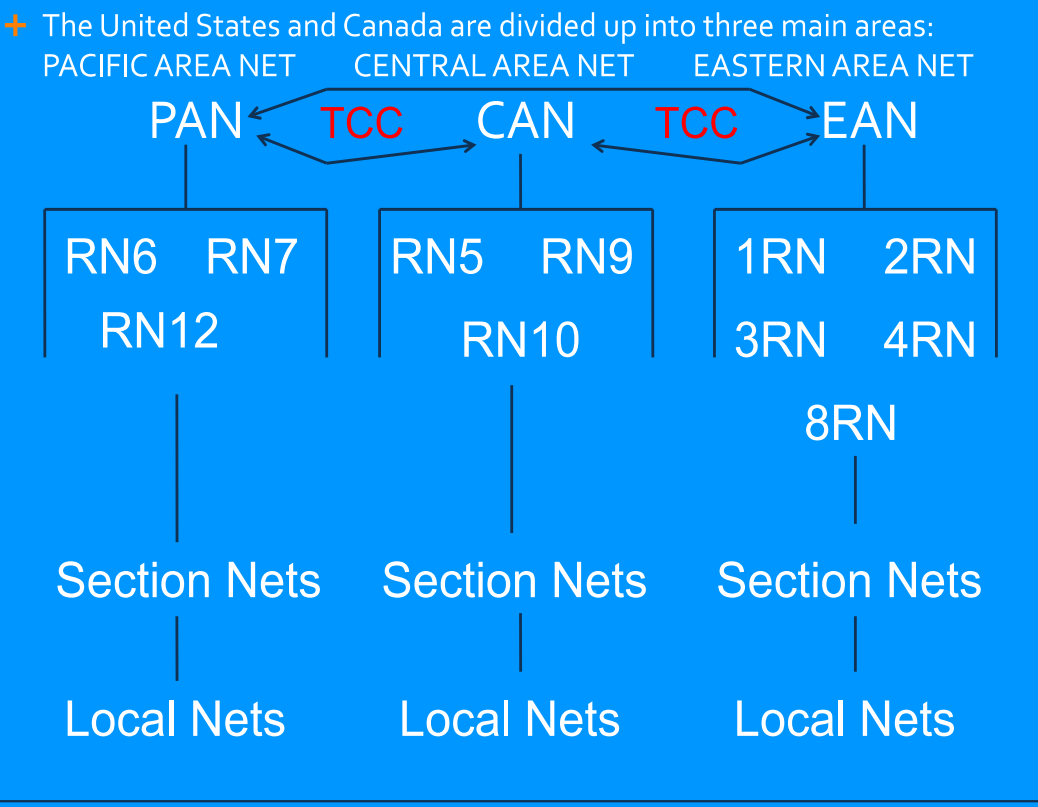 The United States and Canada are divided up into three main areas:
PACIFIC AREA NET CENTRAL AREA NET EASTERN AREA NET
PAN TCC CAN TCC EAN
RN6 RN7 RN5 RN9 1RN 2RN
RN12 RN10 3RN 4RN
8RN
Section Nets Section Nets Section Nets
Local Nets Local Nets Local Nets